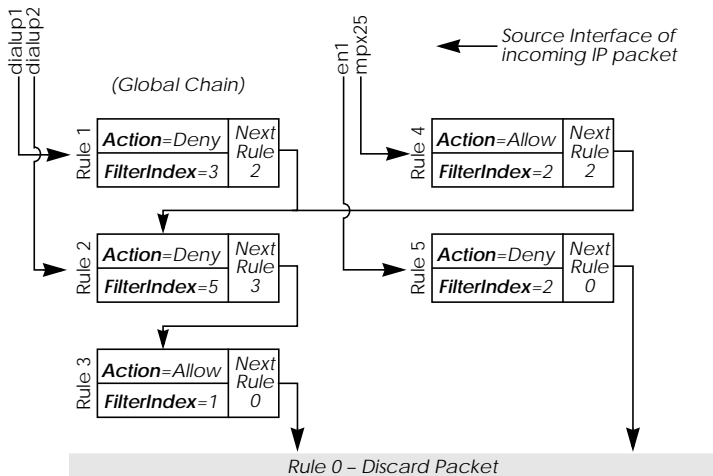 dialup1
dialup2
en1
mpx25
Source Interface of
incoming IP packet
(Global Chain)
Rule 1
Action=Deny
FilterIndex=3
Next
Rule
2
Rule 4
Action=Allow
FilterIndex=2
Next
Rule
2
Rule 2
Action=Deny
FilterIndex=5
Next
Rule
3
Rule 5
Action=Deny
FilterIndex=2
Next
Rule
0
Rule 3
Action=Allow
FilterIndex=1
Next
Rule
0
Rule 0 – Discard Packet